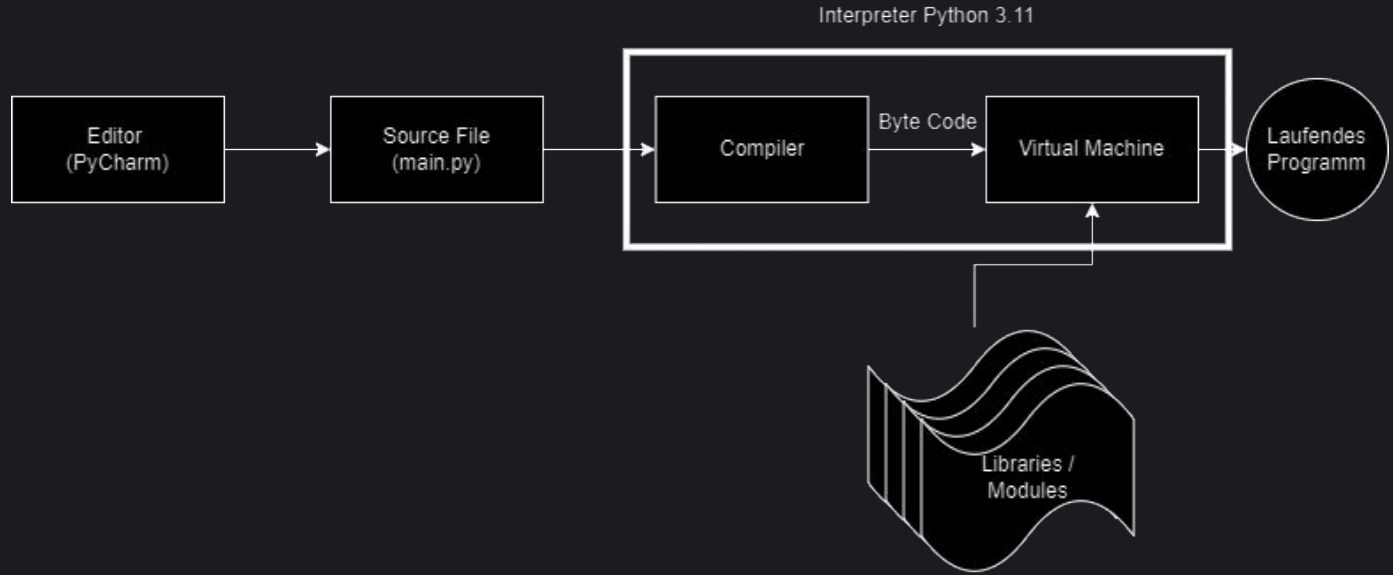 Interpreter Python 3.11
Editor
(PyCharm)
Source File
(main.py)
Compiler
Byte Code
Virtual Machine
Laufendes
Programm
Libraries /
Modules